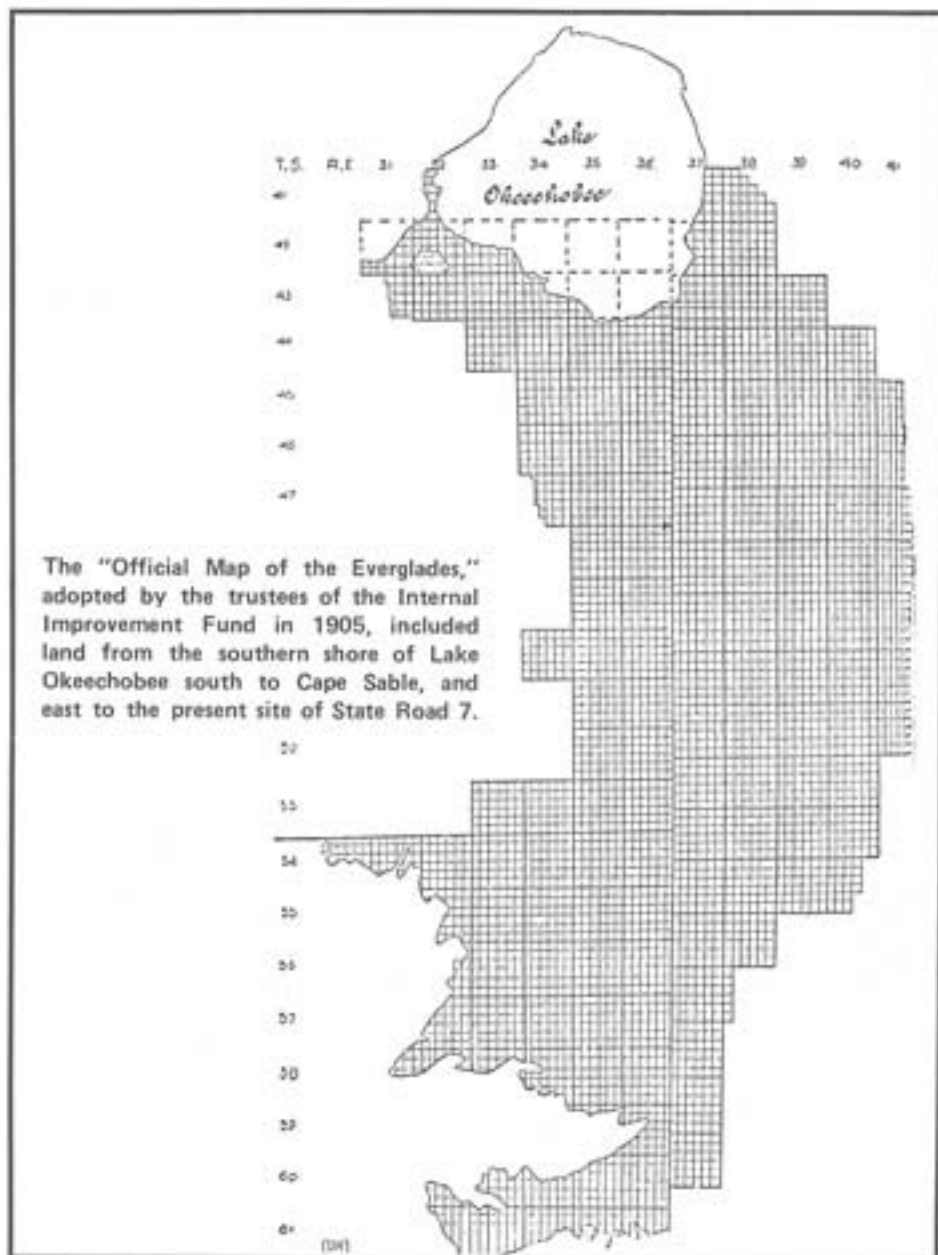 Lake
T.S. R.E 31 32 33 34 35 36 37 38 39 40 41
Okeechobee
43
44
45
46
47
The "Official Map of the Everglades,"
adopted by the trustees of the Internal
Improvement Fund in 1905, included
land from the southern shore of Lake
Okeechobee south to Cape Sable, and
east to the present site of State Road 7.
52
53
54
55
56
57
58
59
60